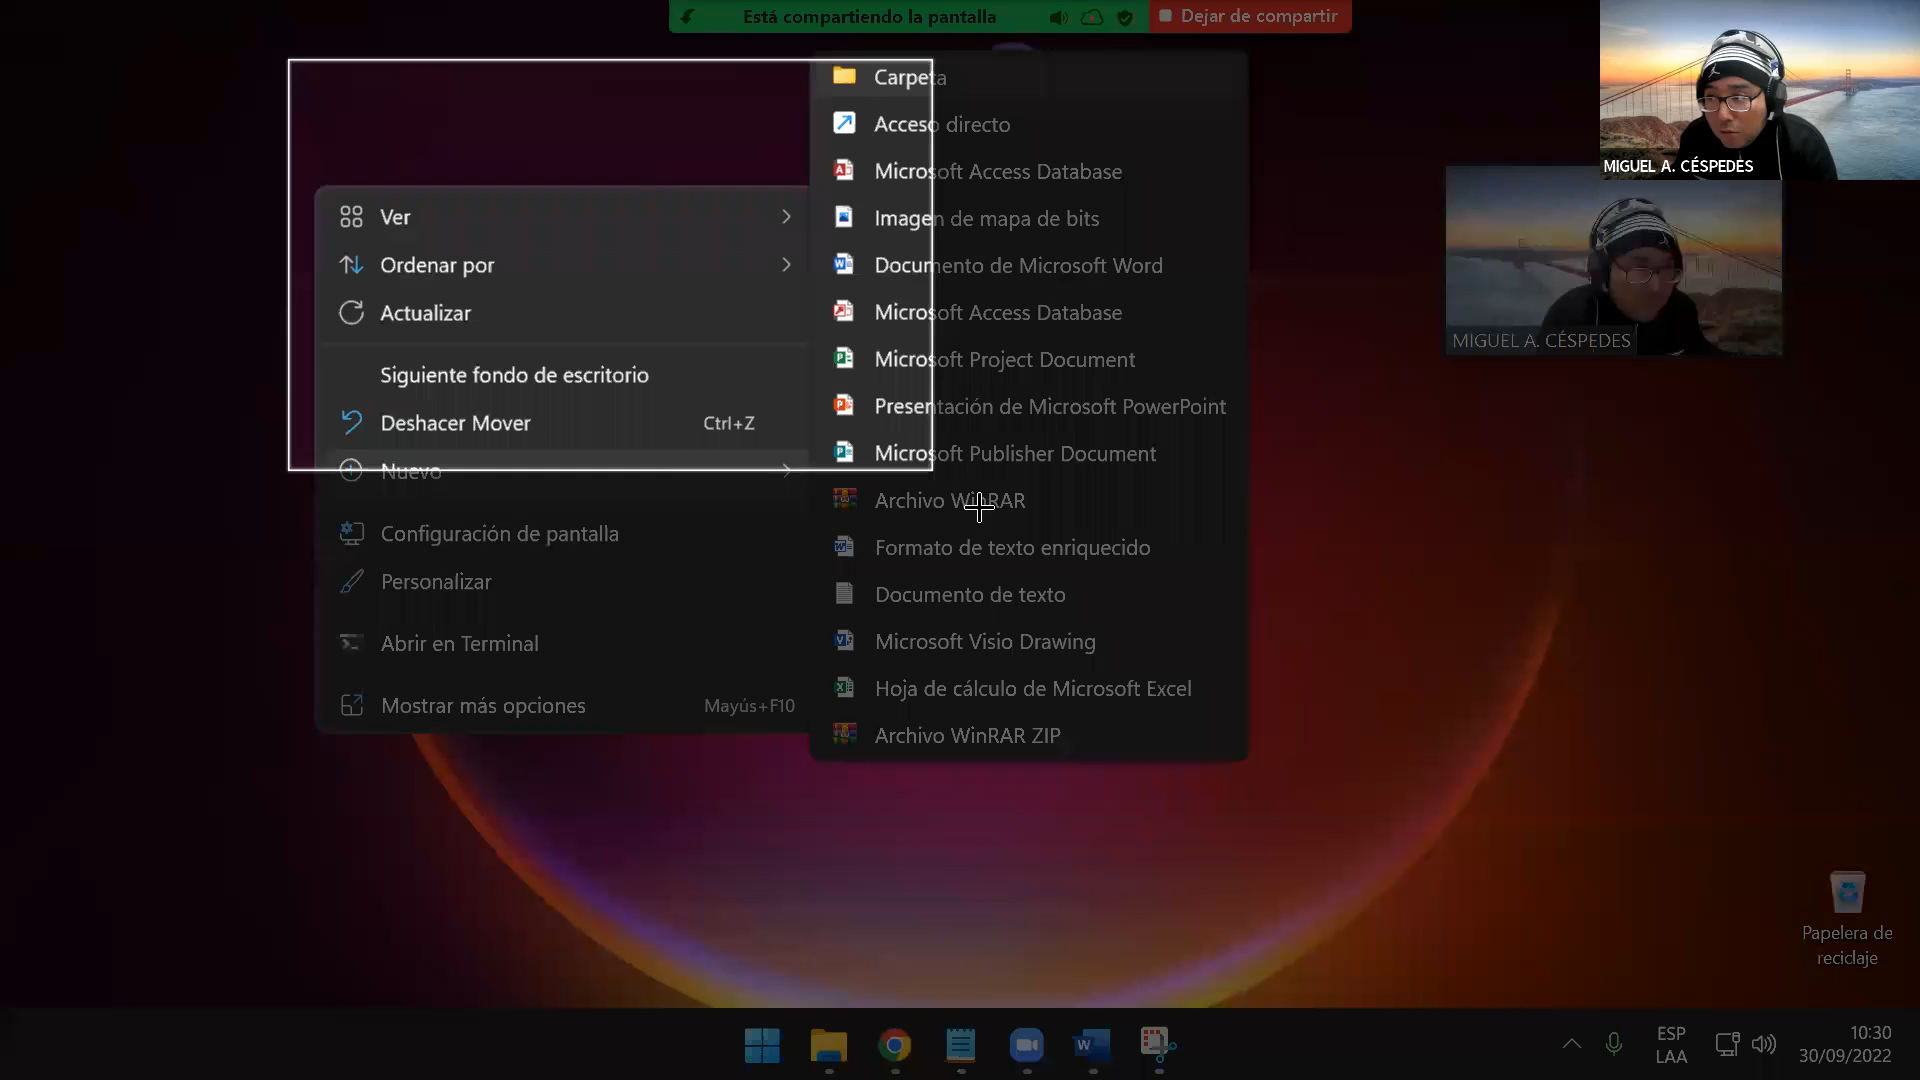 Está compartiendo la pantalla
Dejar de compartir
MIGUEL A. CÉSPEDES
MIGUEL A. CÉSPEDES
Ver
Ordenar por
Actualizar
Siguiente fondo de escritorio
Deshacer Mover Ctrl+Z
Nuevo
Configuración de pantalla
Personalizar
Abrir en Terminal
Mostrar más opciones Mayús+F10
Carpeta
Acceso directo
Microsoft Access Database
Imagen de mapa de bits
Documento de Microsoft Word
Microsoft Access Database
Microsoft Project Document
Presentación de Microsoft PowerPoint
Microsoft Publisher Document
Archivo WinRAR
Formato de texto enriquecido
Documento de texto
Microsoft Visio Drawing
Hoja de cálculo de Microsoft Excel
Archivo WinRAR ZIP
Papelera de
reciclaje
ESP
LAA
10:30
30/09/2022